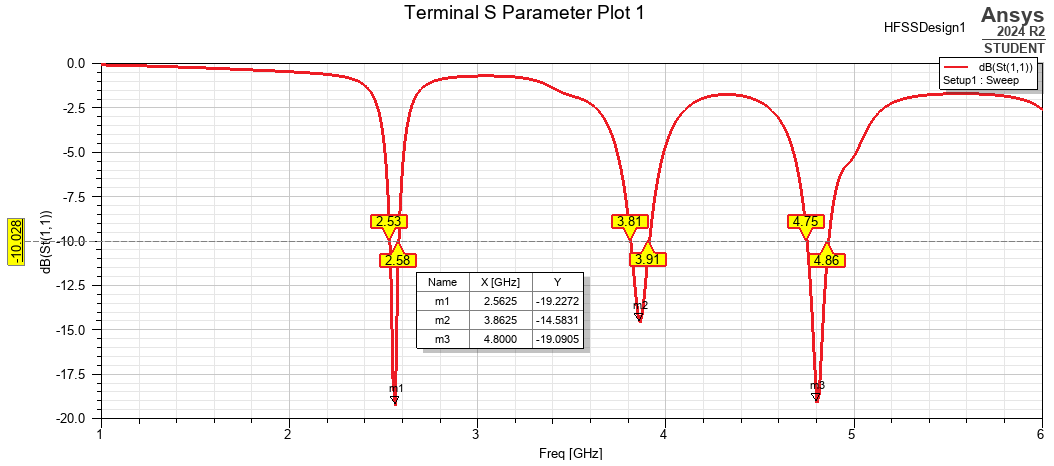 Terminal S Parameter Plot 1
HFSSDesign1
Ansys
2024 R2
STUDENT
dB(St(1,1))
Setup1 : Sweep
0.0
-2.5
-5.0
-7.5
-10.0
-12.5
-15.0
-17.5
-20.0
dB(St(1,1))
-10.028
2.53
2.58
3.81
3.91
4.75
4.86
Name X [GHz] Y
m1 2.5625 -19.2272
m2 3.8625 -14.5831
m3 4.8000 -19.0905
m1
m2
m3
1 2 3 4 5 6
Freq [GHz]